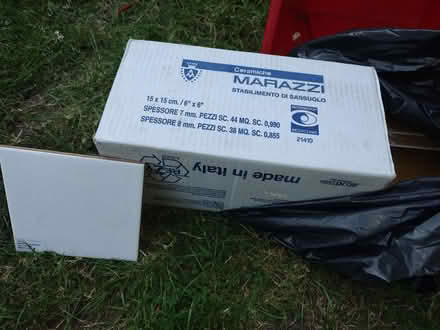 Ceramiche
MARAZZI
STABILIMENTO DI SASSUOLO
15 x 15 cm. / 6" x 6"
SPESSORE 7 mm. PEZZI SC. 44 MQ. SC. 0,990
SPESSORE 8 mm. PEZZI SC. 38 MQ. SC. 0,855
21410
made in Italy